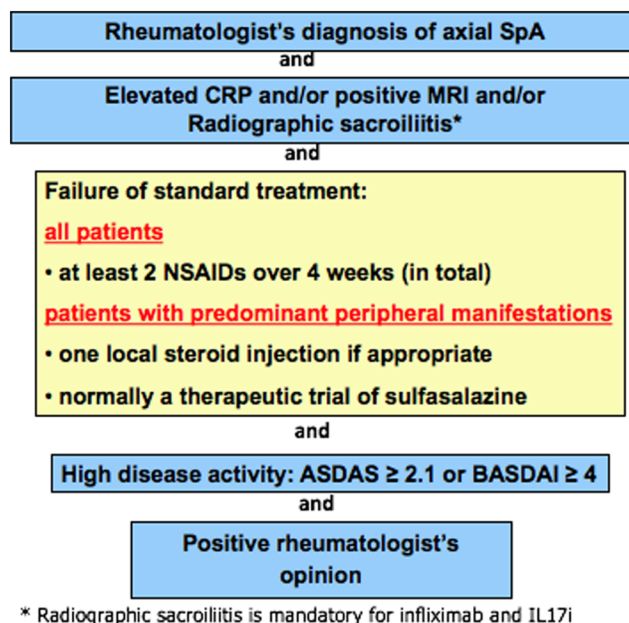 Rheumatologist's diagnosis of axial SpA
and
Elevated CRP and/or positive MRI and/or
Radiographic sacroiliitis*
and
Failure of standard treatment:
all patients
• at least 2 NSAIDs over 4 weeks (in total)
patients with predominant peripheral manifestations
• one local steroid injection if appropriate
• normally a therapeutic trial of sulfasalazine
and
High disease activity: ASDAS ≥ 2.1 or BASDAI ≥ 4
and
Positive rheumatologist's
opinion
* Radiographic sacroiliitis is mandatory for infliximab and IL17i